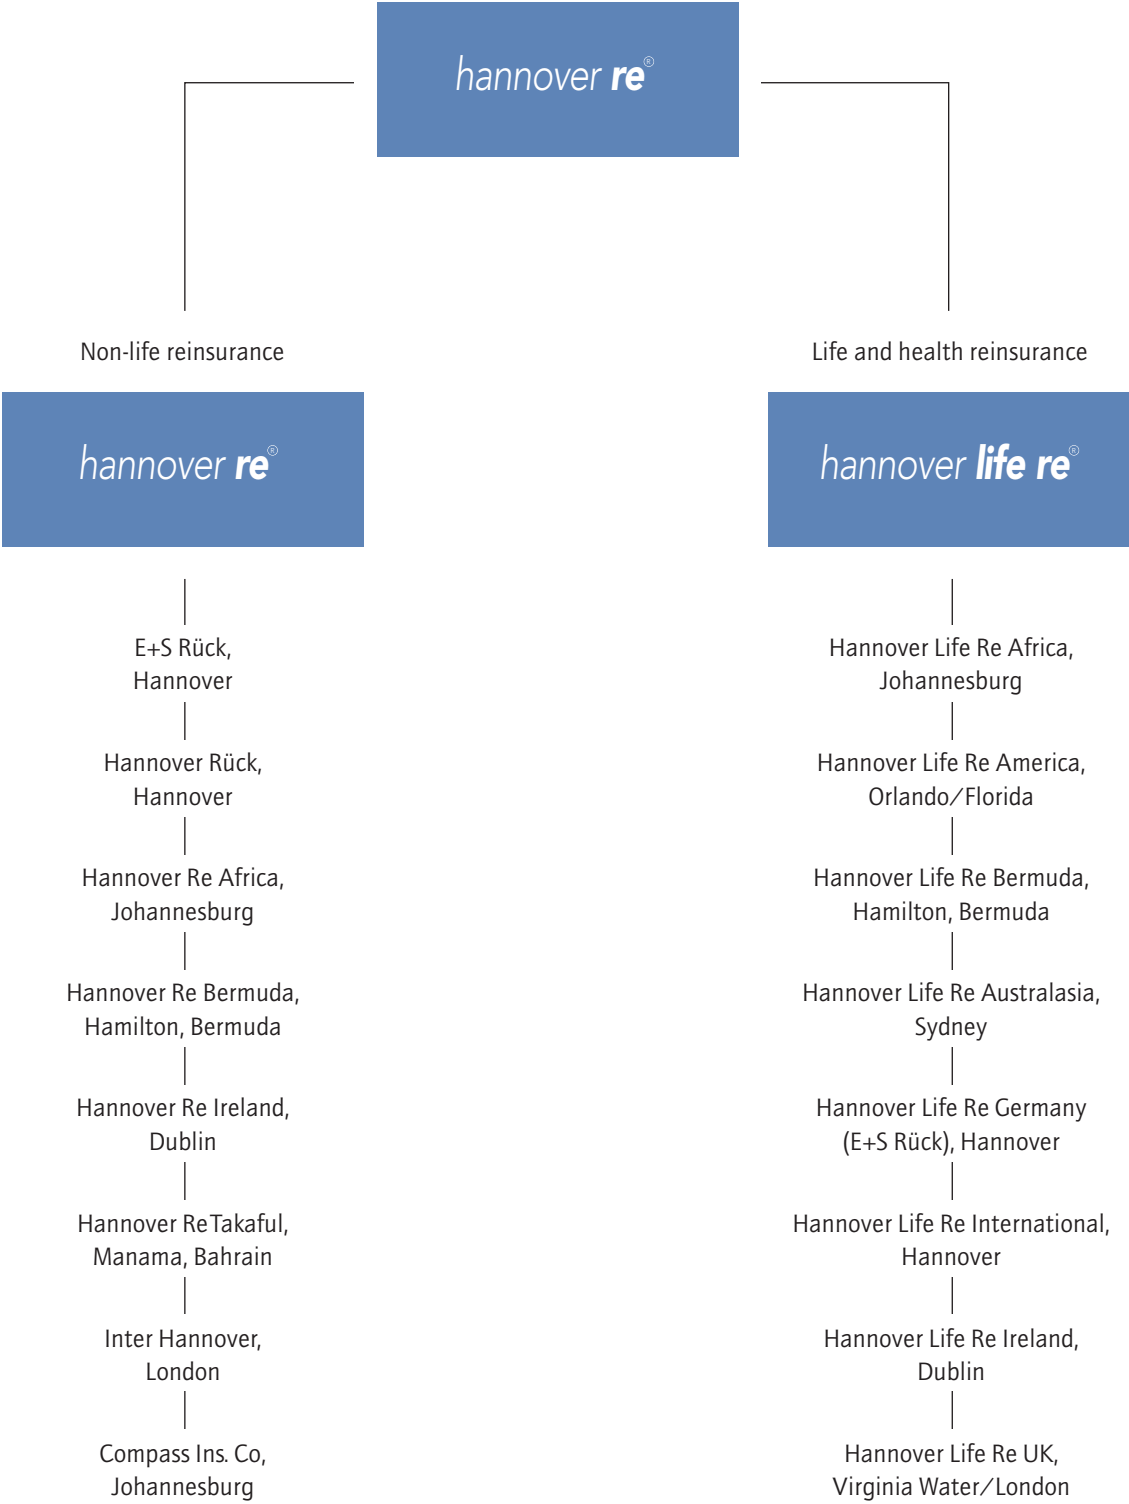 hannover re®
Non-life reinsurance
hannover re®
E+S Rück,
Hannover
Hannover Rück,
Hannover
Hannover Re Africa,
Johannesburg
Hannover Re Bermuda,
Hamilton, Bermuda
Hannover Re Ireland,
Dublin
Hannover Re Takaful,
Manama, Bahrain
Inter Hannover,
London
Compass Ins. Co,
Johannesburg
Life and health reinsurance
hannover life re®
Hannover Life Re Africa,
Johannesburg
Hannover Life Re America,
Orlando/Florida
Hannover Life Re Bermuda,
Hamilton, Bermuda
Hannover Life Re Australasia,
Sydney
Hannover Life Re Germany
(E+S Rück), Hannover
Hannover Life Re International,
Hannover
Hannover Life Re Ireland,
Dublin
Hannover Life Re UK,
Virginia Water/London